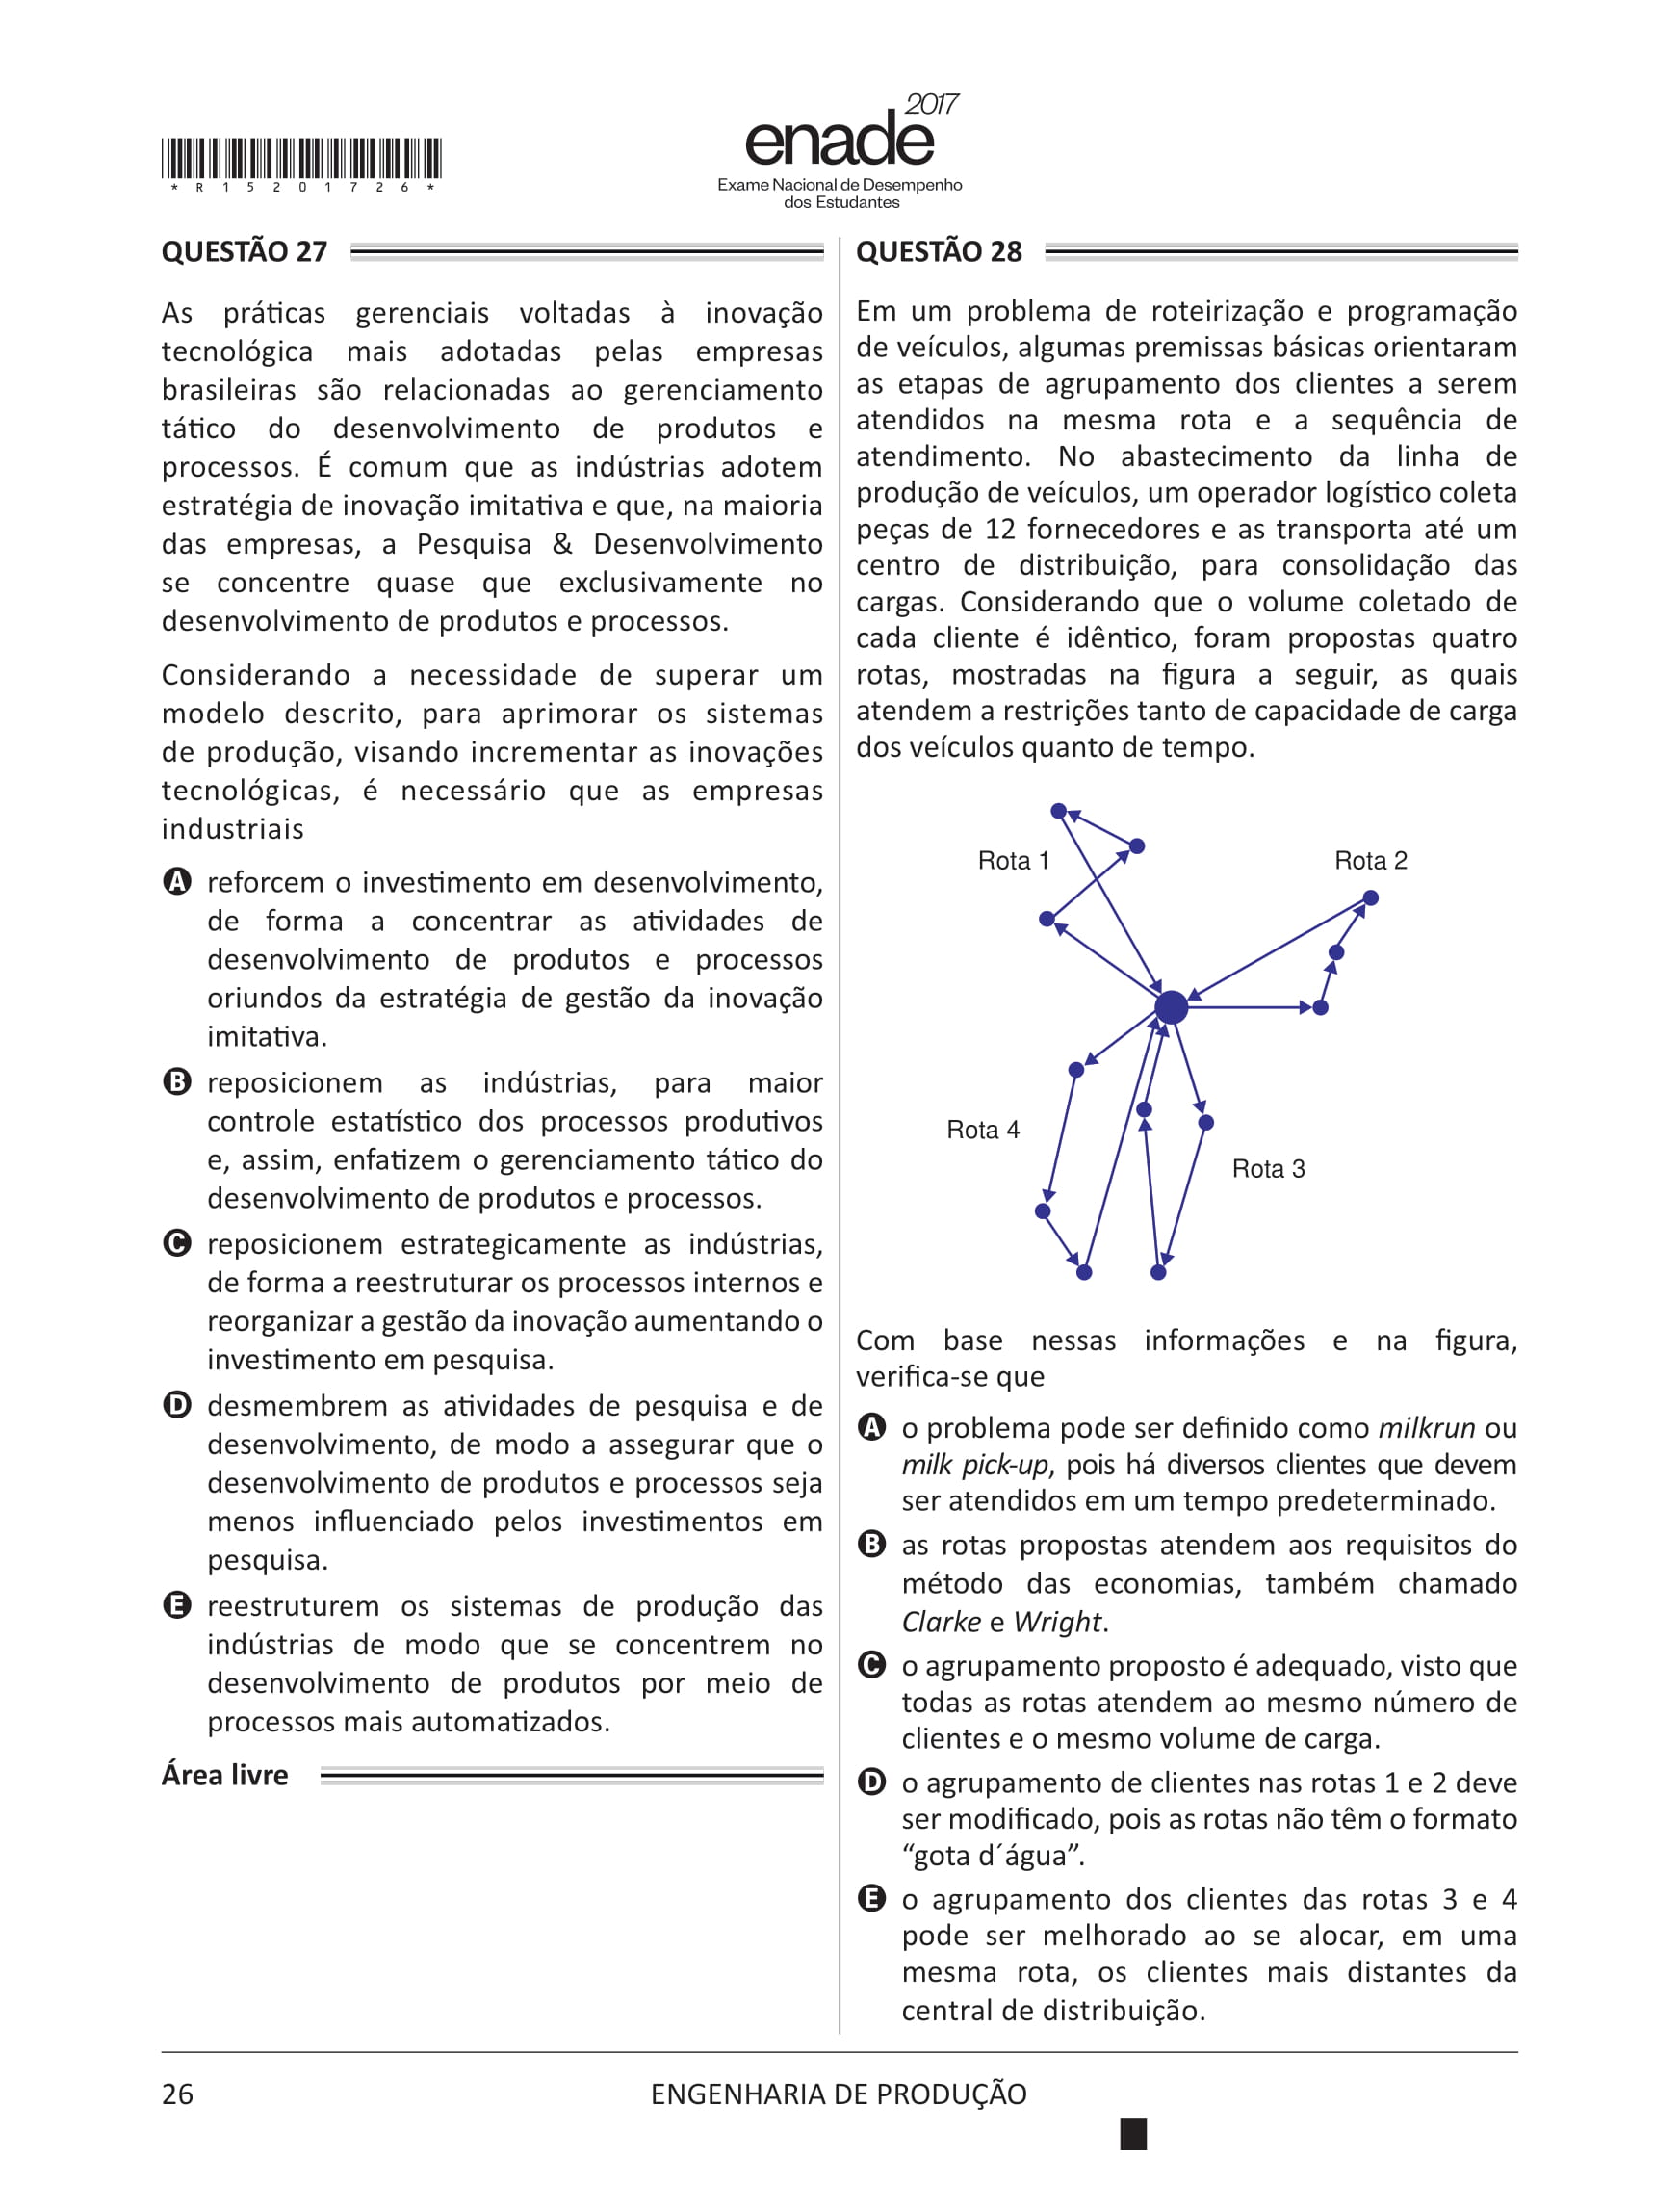 2017
enade
Exame Nacional de Desempenho
dos Estudantes
* R 1 5 2 0 1 7 2 6 *
QUESTÃO 27
As práticas gerenciais voltadas à inovação
tecnológica mais adotadas pelas empresas
brasileiras são relacionadas ao gerenciamento
tático do desenvolvimento de produtos e
processos. É comum que as indústrias adotem
estratégia de inovação imitativa e que, na maioria
das empresas, a Pesquisa & Desenvolvimento
se concentre quase que exclusivamente no
desenvolvimento de produtos e processos.
Considerando a necessidade de superar um
modelo descrito, para aprimorar os sistemas
de produção, visando incrementar as inovações
tecnológicas, é necessário que as empresas
industriais
A reforcem o investimento em desenvolvimento,
de forma a concentrar as atividades de
desenvolvimento de produtos e processos
oriundos da estratégia de gestão da inovação
imitativa.
B reposicionem as indústrias, para maior
controle estatístico dos processos produtivos
e, assim, enfatizem o gerenciamento tático do
desenvolvimento de produtos e processos.
C reposicionem estrategicamente as indústrias,
de forma a reestruturar os processos internos e
reorganizar a gestão da inovação aumentando o
investimento em pesquisa.
D desmembrem as atividades de pesquisa e de
desenvolvimento, de modo a assegurar que o
desenvolvimento de produtos e processos seja
menos influenciado pelos investimentos em
pesquisa.
E reestruturem os sistemas de produção das
indústrias de modo que se concentrem no
desenvolvimento de produtos por meio de
processos mais automatizados.
Área livre
QUESTÃO 28
Em um problema de roteirização e programação
de veículos, algumas premissas básicas orientaram
as etapas de agrupamento dos clientes a serem
atendidos na mesma rota e a sequência de
atendimento. No abastecimento da linha de
produção de veículos, um operador logístico coleta
peças de 12 fornecedores e as transporta até um
centro de distribuição, para consolidação das
cargas. Considerando que o volume coletado de
cada cliente é idêntico, foram propostas quatro
rotas, mostradas na figura a seguir, as quais
atendem a restrições tanto de capacidade de carga
dos veículos quanto de tempo.
Rota 1
Rota 2
Rota 4
Rota 3
Com base nessas informações e na figura,
verifica-se que
A o problema pode ser definido como milkrun ou
milk pick-up, pois há diversos clientes que devem
ser atendidos em um tempo predeterminado.
B as rotas propostas atendem aos requisitos do
método das economias, também chamado
Clarke e Wright.
C o agrupamento proposto é adequado, visto que
todas as rotas atendem ao mesmo número de
clientes e o mesmo volume de carga.
D o agrupamento de clientes nas rotas 1 e 2 deve
ser modificado, pois as rotas não têm o formato
“gota d´água”.
E o agrupamento dos clientes das rotas 3 e 4
pode ser melhorado ao se alocar, em uma
mesma rota, os clientes mais distantes da
central de distribuição.
26
ENGENHARIA DE PRODUÇÃO